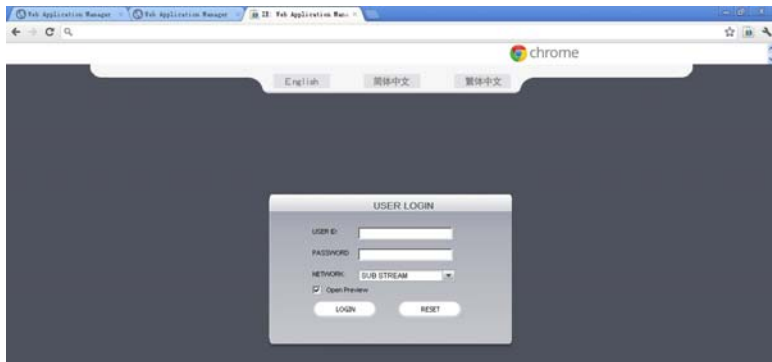 Web Application Manager
Web Application Manager
IE: Web Application Mana
chrome
English
简体中文
繁体中文
USER LOGIN
USER ID:
PASSWORD:
NETWORK: SUB STREAM
Open Preview
LOGIN RESET